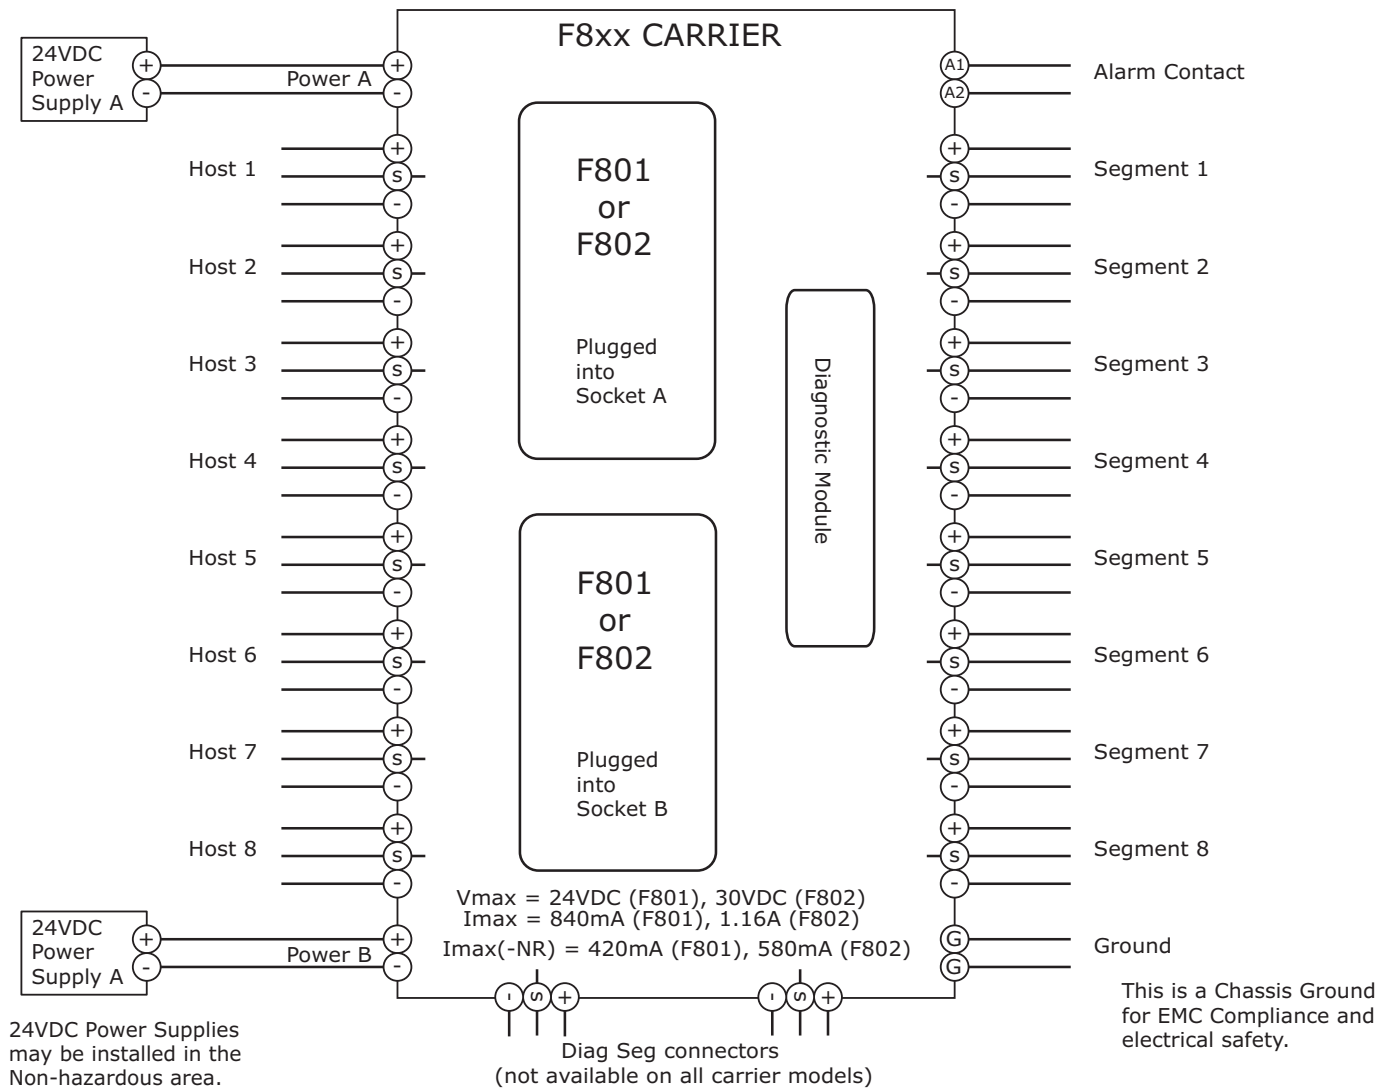 F8xx CARRIER
24VDC
Power
Supply A
+
-
Power A
+
-
A1
A2
Alarm Contact
Host 1
+
S
-
+
S
-
Segment 1
Host 2
+
S
-
+
S
-
Segment 2
Host 3
+
S
-
+
S
-
Segment 3
Host 4
+
S
-
+
S
-
Segment 4
Host 5
+
S
-
+
S
-
Segment 5
Host 6
+
S
-
+
S
-
Segment 6
Host 7
+
S
-
+
S
-
Segment 7
Host 8
+
S
-
+
S
-
Segment 8
F801
or
F802
Plugged
into
Socket A
Diagnostic Module
F801
or
F802
Plugged
into
Socket B
Vmax = 24VDC (F801), 30VDC (F802)
Imax = 840mA (F801), 1.16A (F802)
Imax(-NR) = 420mA (F801), 580mA (F802)
24VDC
Power
Supply A
+
-
Power B
+
-
G
G
Ground
- S +
- S +
This is a Chassis Ground
for EMC Compliance and
electrical safety.
24VDC Power Supplies
may be installed in the
Non-hazardous area.
Diag Seg connectors
(not available on all carrier models)